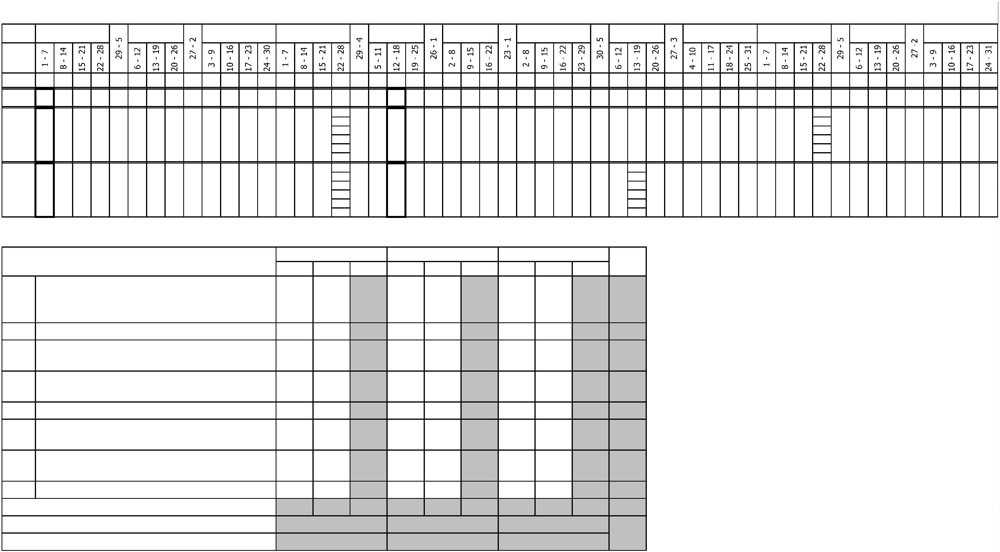 1 - 7
8 - 14
15 - 21
22 - 28
29 - 5
6 - 12
13 - 19
20 - 26
27 - 2
3 - 9
10 - 16
17 - 23
24 - 30
1 - 7
8 - 14
15 - 21
22 - 28
29 - 4
5 - 11
12 - 18
19 - 25
26 - 1
2 - 8
9 - 15
16 - 22
23 - 1
2 - 8
9 - 15
16 - 22
23 - 29
30 - 5
6 - 12
13 - 19
20 - 26
27 - 3
4 - 10
11 - 17
18 - 24
25 - 31
1 - 7
8 - 14
15 - 21
22 - 28
29 - 5
6 - 12
13 - 19
20 - 26
27 -2
3 - 9
10 - 16
17 - 23
24 - 31